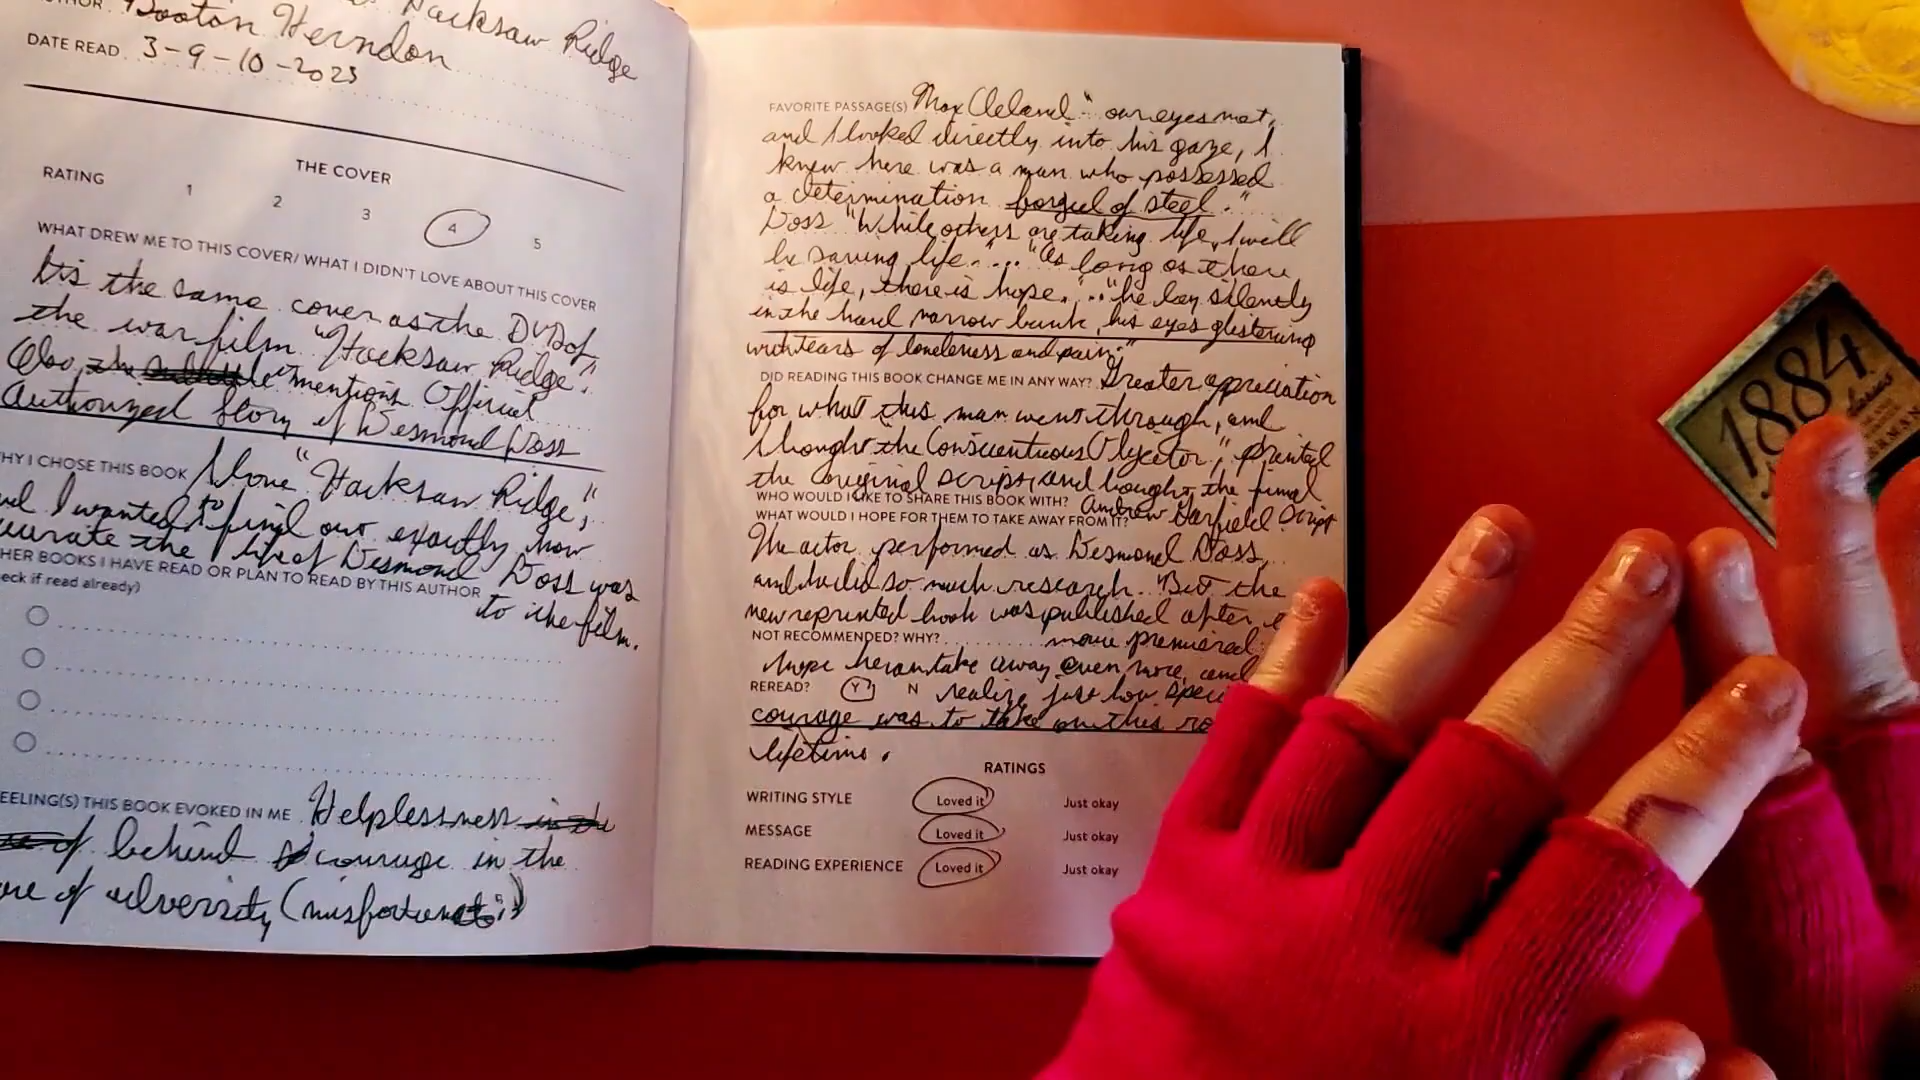 Hacksaw Ridge
AUTHOR Booton Herndon
DATE READ 3-9-10-2023
THE COVER
RATING 1 2 3 4 5
WHAT DREW ME TO THIS COVER/ WHAT I DIDN'T LOVE ABOUT THIS COVER
It's the same cover as the DVD of
the war film "Hacksaw Ridge".
Also mentions Official
Authorized Story of Desmond Doss
HY I CHOSE THIS BOOK I love "Hacksaw Ridge,"
I wanted to find out exactly how
the life of Desmond Doss was
to the film.
HER BOOKS I HAVE READ OR PLAN TO READ BY THIS AUTHOR
eck if read already)
EELING(S) THIS BOOK EVOKED IN ME Helplessness
of behind courage in the
of adversity (misfortune
FAVORITE PASSAGE(S) Max Cleland "our eyes met,
and I looked directly into his gaze, I
knew here was a man who possessed
a determination of steel."
Doss "While others are taking life, I will
be saving life." ... "As long as there
is life, there is hope." .. "he lay silently
in the hard narrow bunk, his eyes glistening
with tears of loneliness and pain."
DID READING THIS BOOK CHANGE ME IN ANY WAY? Greater appreciation
for what this man went through, and
bought the Conscientious Objector," printed
the original script and bought the final
WHO WOULD I LIKE TO SHARE THIS BOOK WITH? Andrew Garfield Script
WHAT WOULD I HOPE FOR THEM TO TAKE AWAY FROM IT?
The actor performed as Desmond Doss,
and he did so much research. "But the
new reprinted book was published after
NOT RECOMMENDED? WHY? movie premiered.
hope he can take away even more, and
REREAD? Y N realize just how speci
courage was to take on this ro
lifetime.
RATINGS
WRITING STYLE Loved it Just okay
MESSAGE Loved it Just okay
READING EXPERIENCE Loved it Just okay
1884